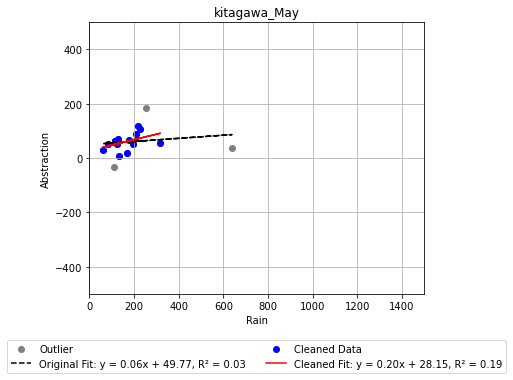 kitagawa_May
400
200
0
−200
−400
Abstraction
0 200 400 600 800 1000 1200 1400
Rain
Outlier Cleaned Data
Original Fit: y = 0.06x + 49.77, R² = 0.03 Cleaned Fit: y = 0.20x + 28.15, R² = 0.19